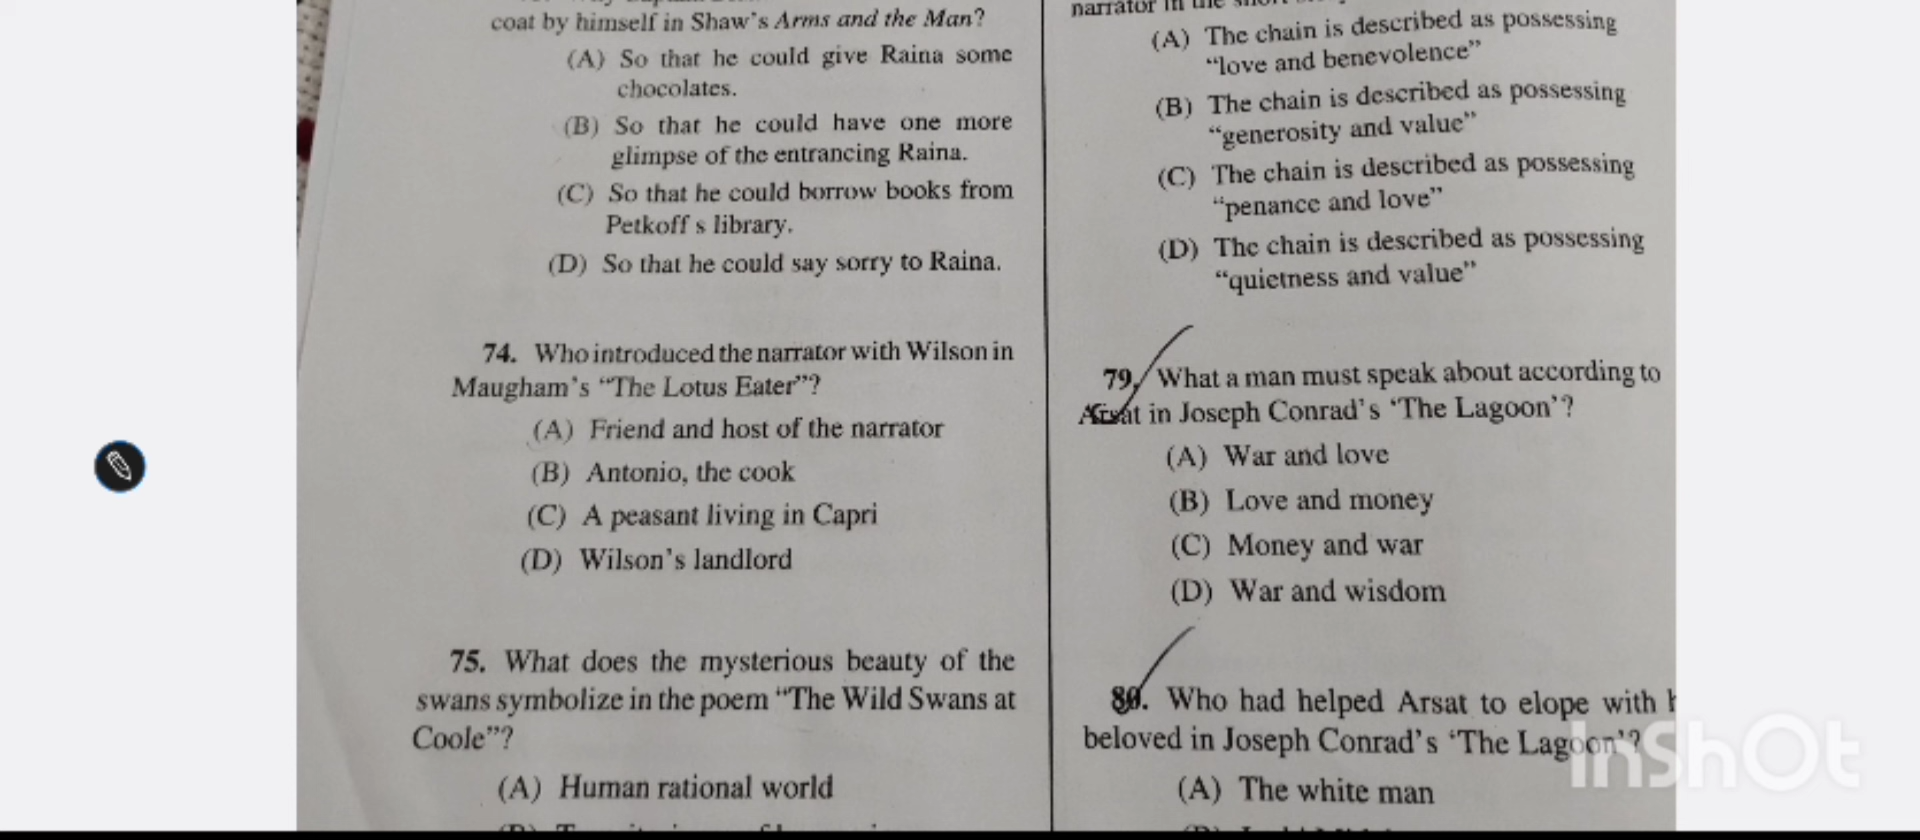 coat by himself in Shaw's Arms and the Man?
(A) So that he could give Raina some
chocolates.
(B) So that he could have one more
glimpse of the entrancing Raina.
(C) So that he could borrow books from
Petkoff s library.
(D) So that he could say sorry to Raina.
74. Who introduced the narrator with Wilson in
Maugham's “The Lotus Eater”?
(A) Friend and host of the narrator
(B) Antonio, the cook
(C) A peasant living in Capri
(D) Wilson's landlord
75. What does the mysterious beauty of the
swans symbolize in the poem “The Wild Swans at
Coole”?
(A) Human rational world
narrator in the
(A) The chain is described as possessing
“love and benevolence”
(B) The chain is described as possessing
“generosity and value”
(C) The chain is described as possessing
“penance and love”
(D) The chain is described as possessing
“quietness and value”
79. What a man must speak about according to
Arsat in Joseph Conrad's ‘The Lagoon’?
(A) War and love
(B) Love and money
(C) Money and war
(D) War and wisdom
80. Who had helped Arsat to elope with
beloved in Joseph Conrad's ‘The Lagoon’?
(A) The white man
InShOt